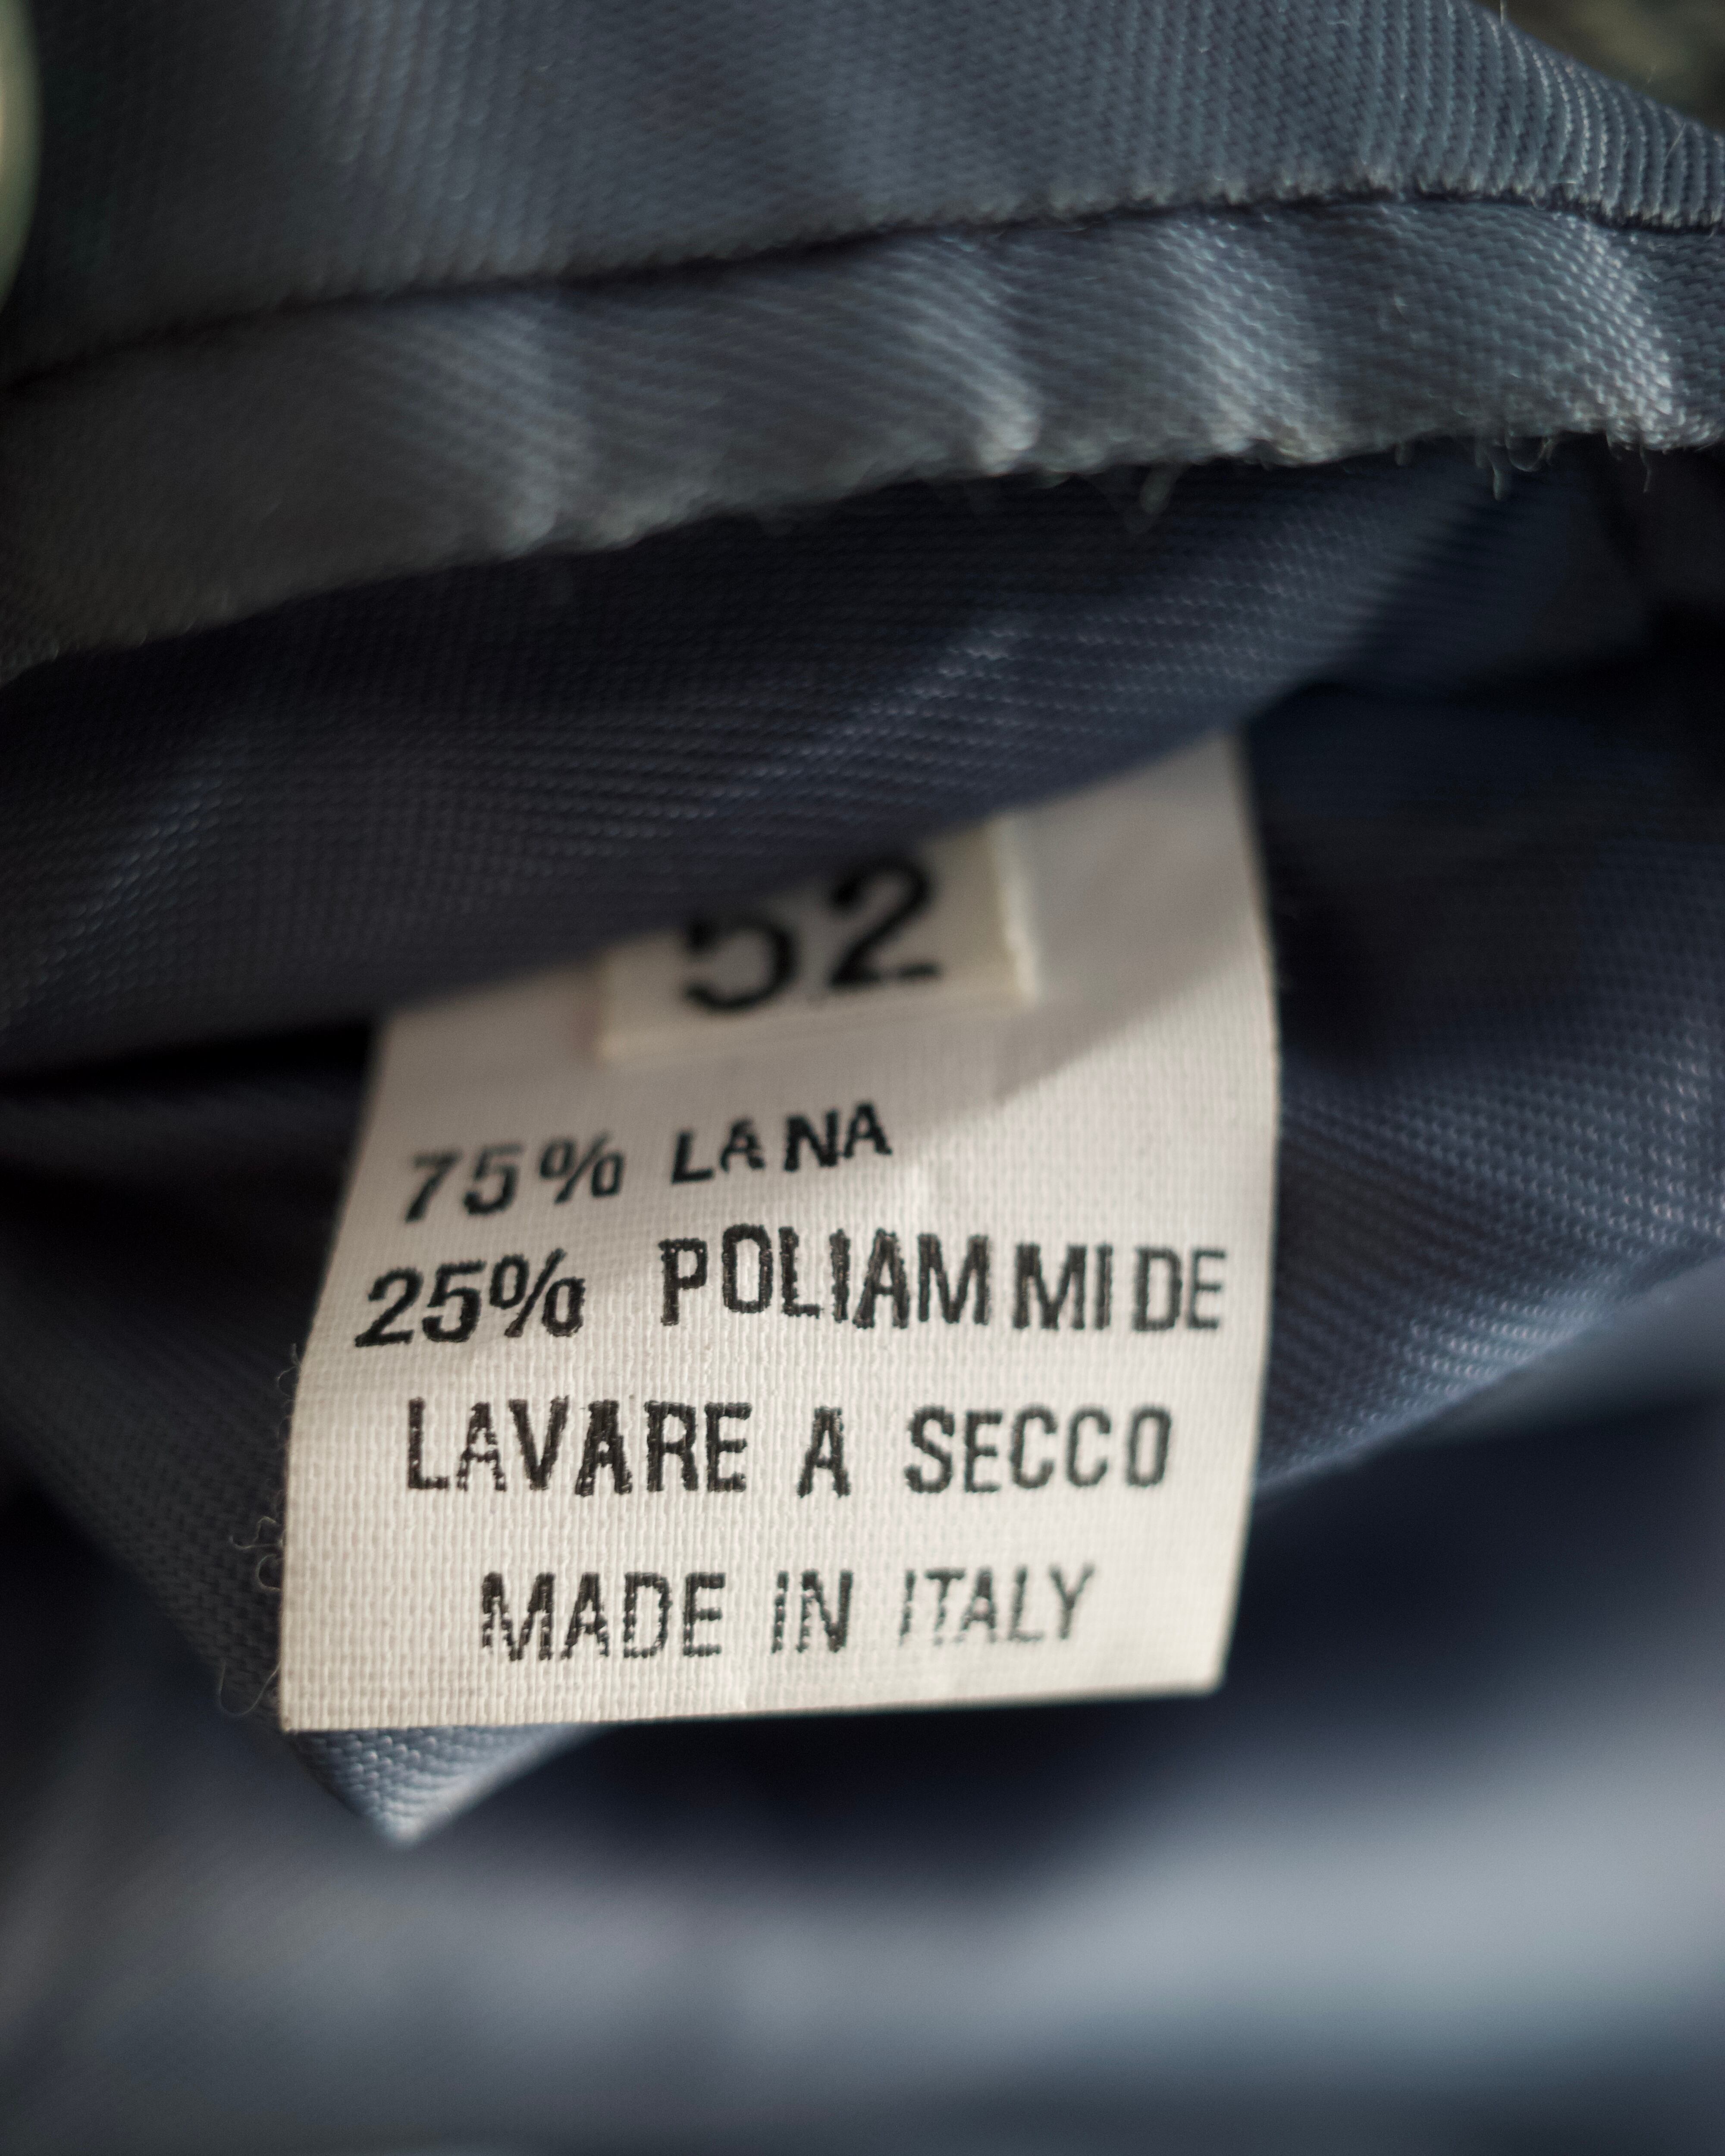 52
75% LANA
25% POLIAMMIDE
LAVARE A SECCO
MADE IN ITALY